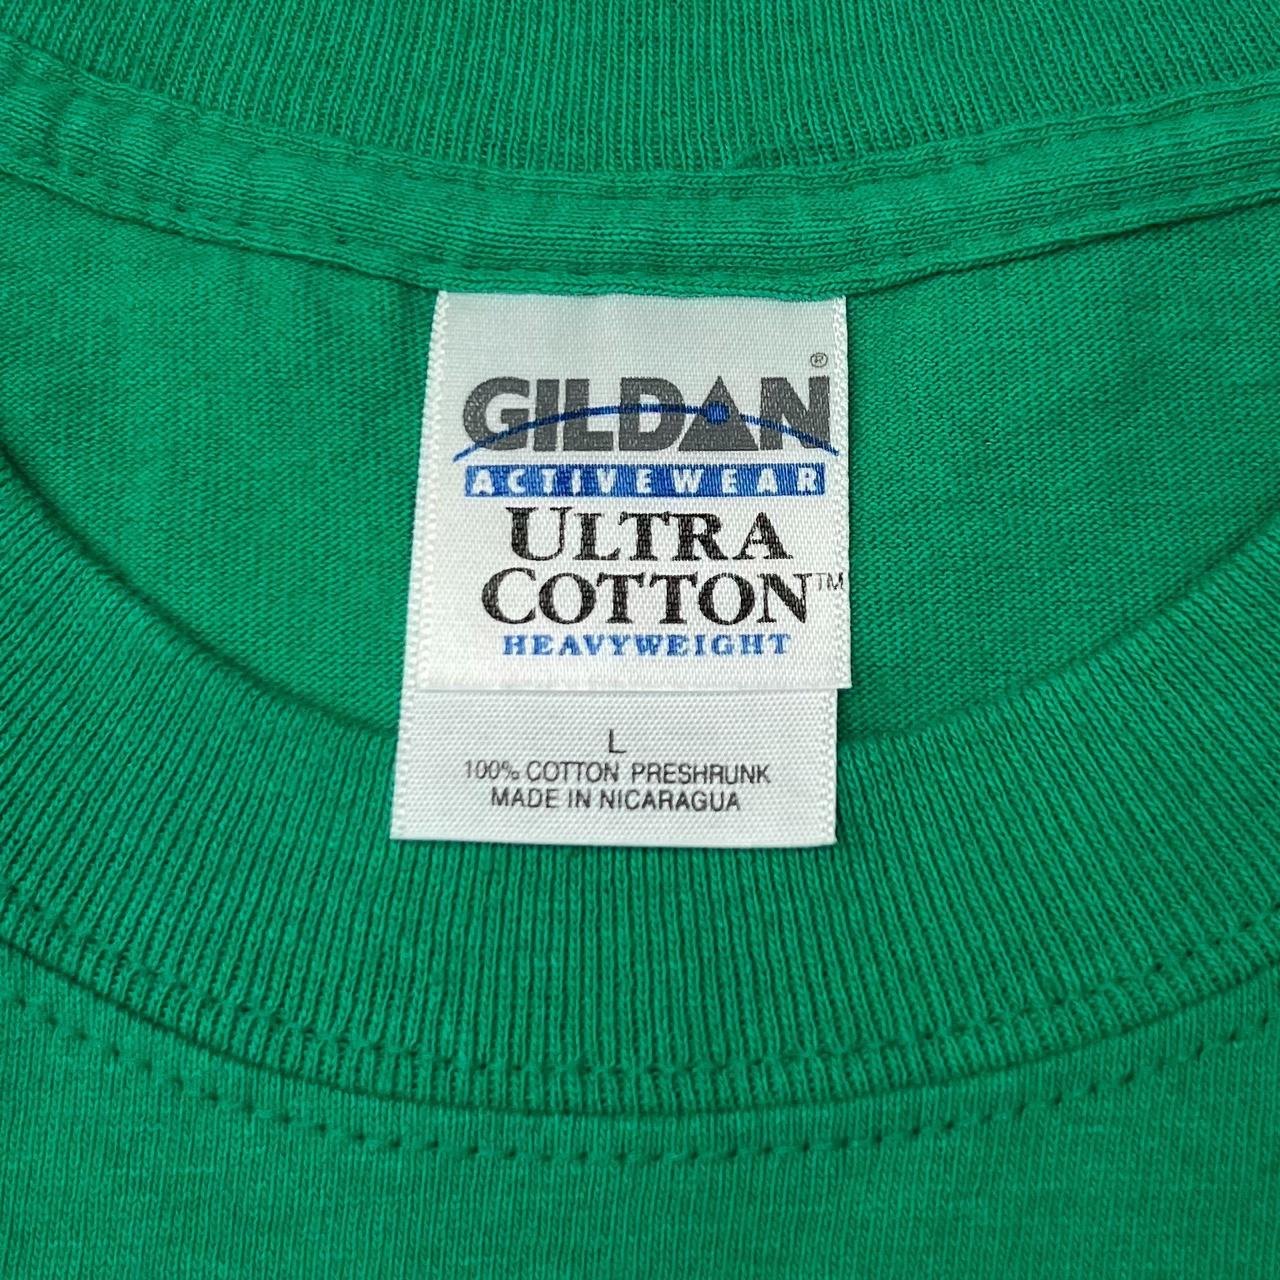 GILDAN®
ACTIVEWEAR
ULTRA
COTTON™
HEAVYWEIGHT
L
100% COTTON PRESHRUNK
MADE IN NICARAGUA